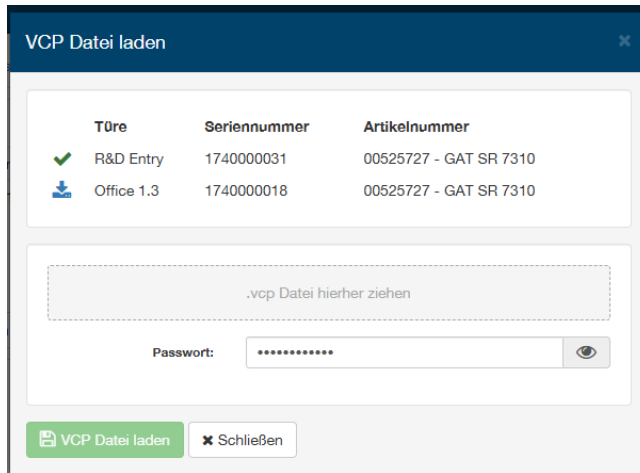 VCP Datei laden
Türe Seriennummer Artikelnummer
R&D Entry 1740000031 00525727 - GAT SR 7310
Office 1.3 1740000018 00525727 - GAT SR 7310
.vcp Datei hierher ziehen
Passwort: ••••••••••••
VCP Datei laden Schließen